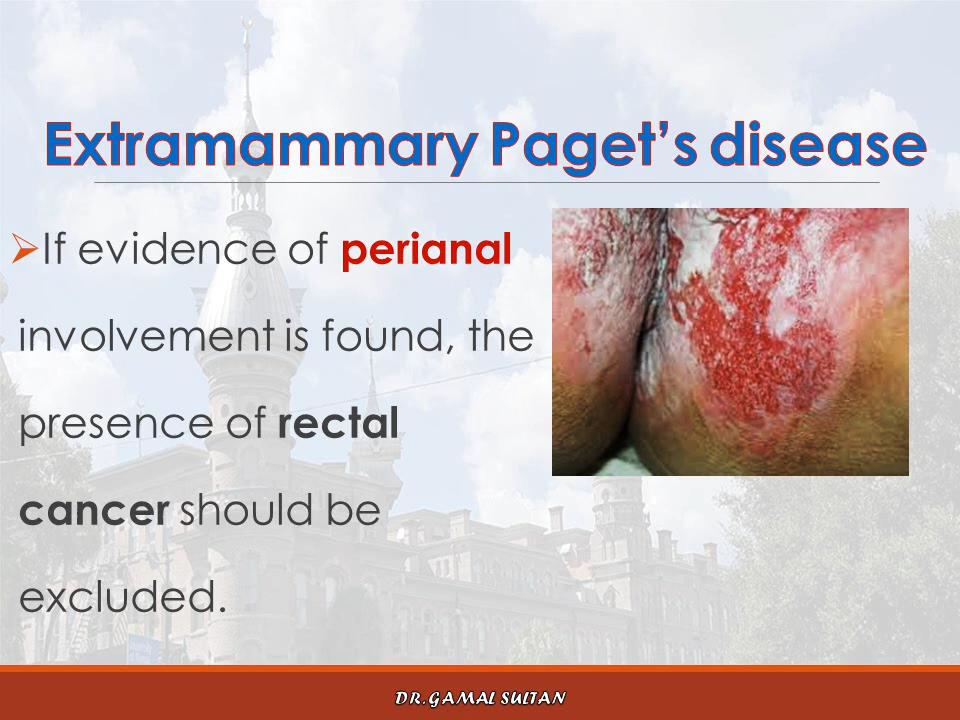 Extramammary Paget’s disease
➢If evidence of perianal
involvement is found, the
presence of rectal
cancer should be
excluded.
DR.GAMAL SULTAN